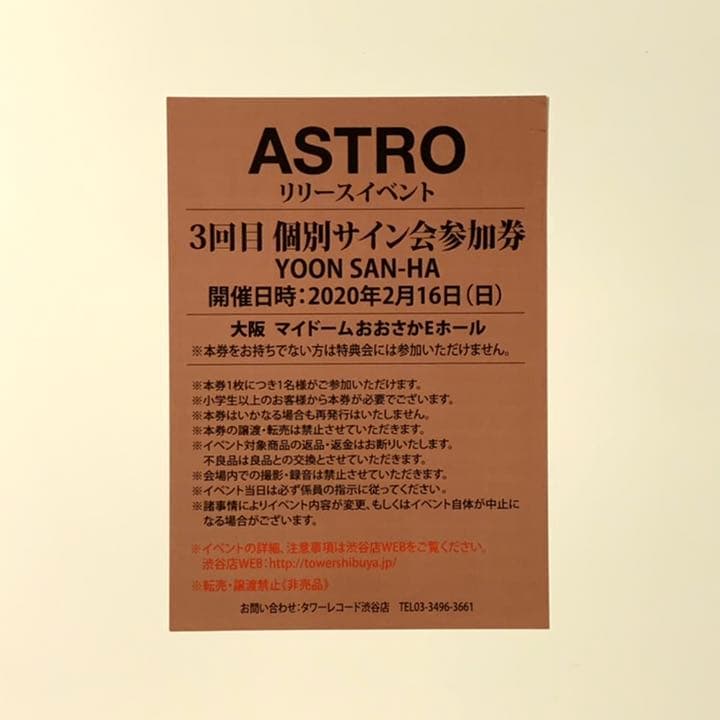 ASTRO
リリースイベント
3回目 個別サイン会参加券
YOON SAN-HA
開催日時：2020年2月16日（日）
大阪 マイドームおおさかEホール
※本券をお持ちでない方は特典会には参加いただけません。
※本券1枚につき1名様がご参加いただけます。
※小学生以上のお客様から本券が必要でございます。
※本券はいかなる場合も再発行はいたしません。
※本券の譲渡・転売は禁止させていただきます。
※イベント対象商品の返品・返金はお断りいたします。
不良品は良品との交換とさせていただきます。
※会場内での撮影・録音は禁止させていただきます。
※イベント当日は必ず係員の指示に従ってください。
※諸事情によりイベント内容が変更、もしくはイベント自体が中止に
なる場合がございます。
※イベントの詳細、注意事項は渋谷店WEBをご覧ください。
渋谷店WEB：http://towershibuya.jp/
※転売・譲渡禁止《非売品》
お問い合わせ：タワーレコード渋谷店 TEL03-3496-3661